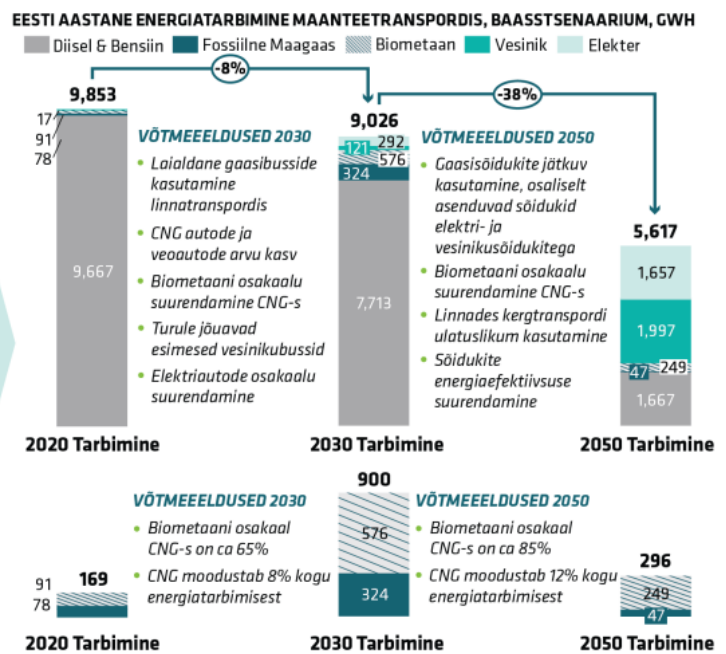 EESTI AASTANE ENERGIATARBIMINE MAANTEETRANSPORDIS, BAASSTSENAARIUM, GWH
Diisel & Bensiin Fossiilne Maagaas Biometaan Vesinik Elekter
-8%
-38%
9,853
17
91
78
9,667
2020 Tarbimine
VÕTMEEELDUSED 2030
• Laialdane gaasibusside
kasutamine
linnatranspordis
• CNG autode ja
veoautode arvu kasv
• Biometaani osakaalu
suurendamine CNG-s
• Turule jõuavad
esimesed vesinikubussid
• Elektriautode osakaalu
suurendamine
9,026
292
121
576
324
7,713
2030 Tarbimine
VÕTMEEELDUSED 2050
• Gaasisõidukite jätkuv
kasutamine, osaliselt
asenduvad sõidukid
elektri- ja
vesinikusõidukitega
• Biometaani osakaalu
suurendamine CNG-s
• Linnades kergtranspordi
ulatuslikum kasutamine
• Sõidukite
energiaefektiivsuse
suurendamine
5,617
1,657
1,997
249
47
1,667
2050 Tarbimine
91
78
169
2020 Tarbimine
VÕTMEEELDUSED 2030
• Biometaani osakaal
CNG-s on ca 65%
• CNG moodustab 8% kogu
energiatarbimisest
900
576
324
2030 Tarbimine
VÕTMEEELDUSED 2050
• Biometaani osakaal
CNG-s on ca 85%
• CNG moodustab 12% kogu
energiatarbimisest
296
249
47
2050 Tarbimine